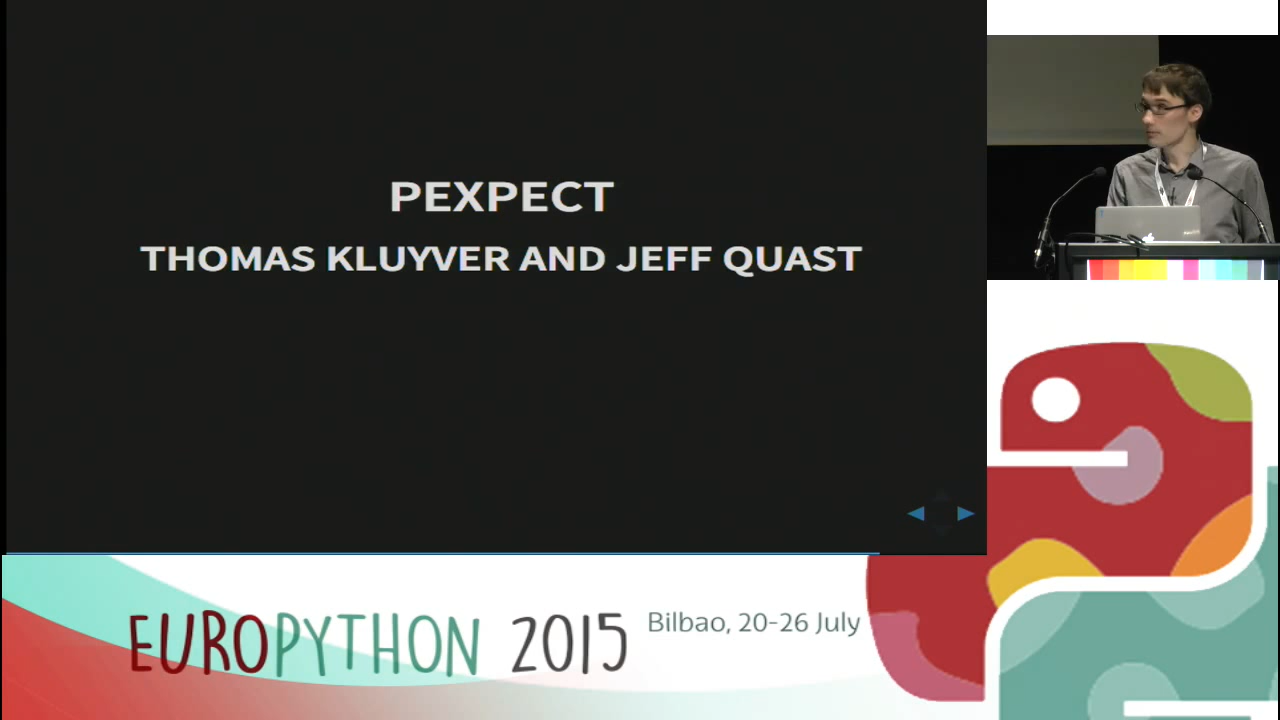 PEXPECT
THOMAS KLUYVER AND JEFF QUAST
EUROPYTHON 2015
Bilbao, 20-26 July